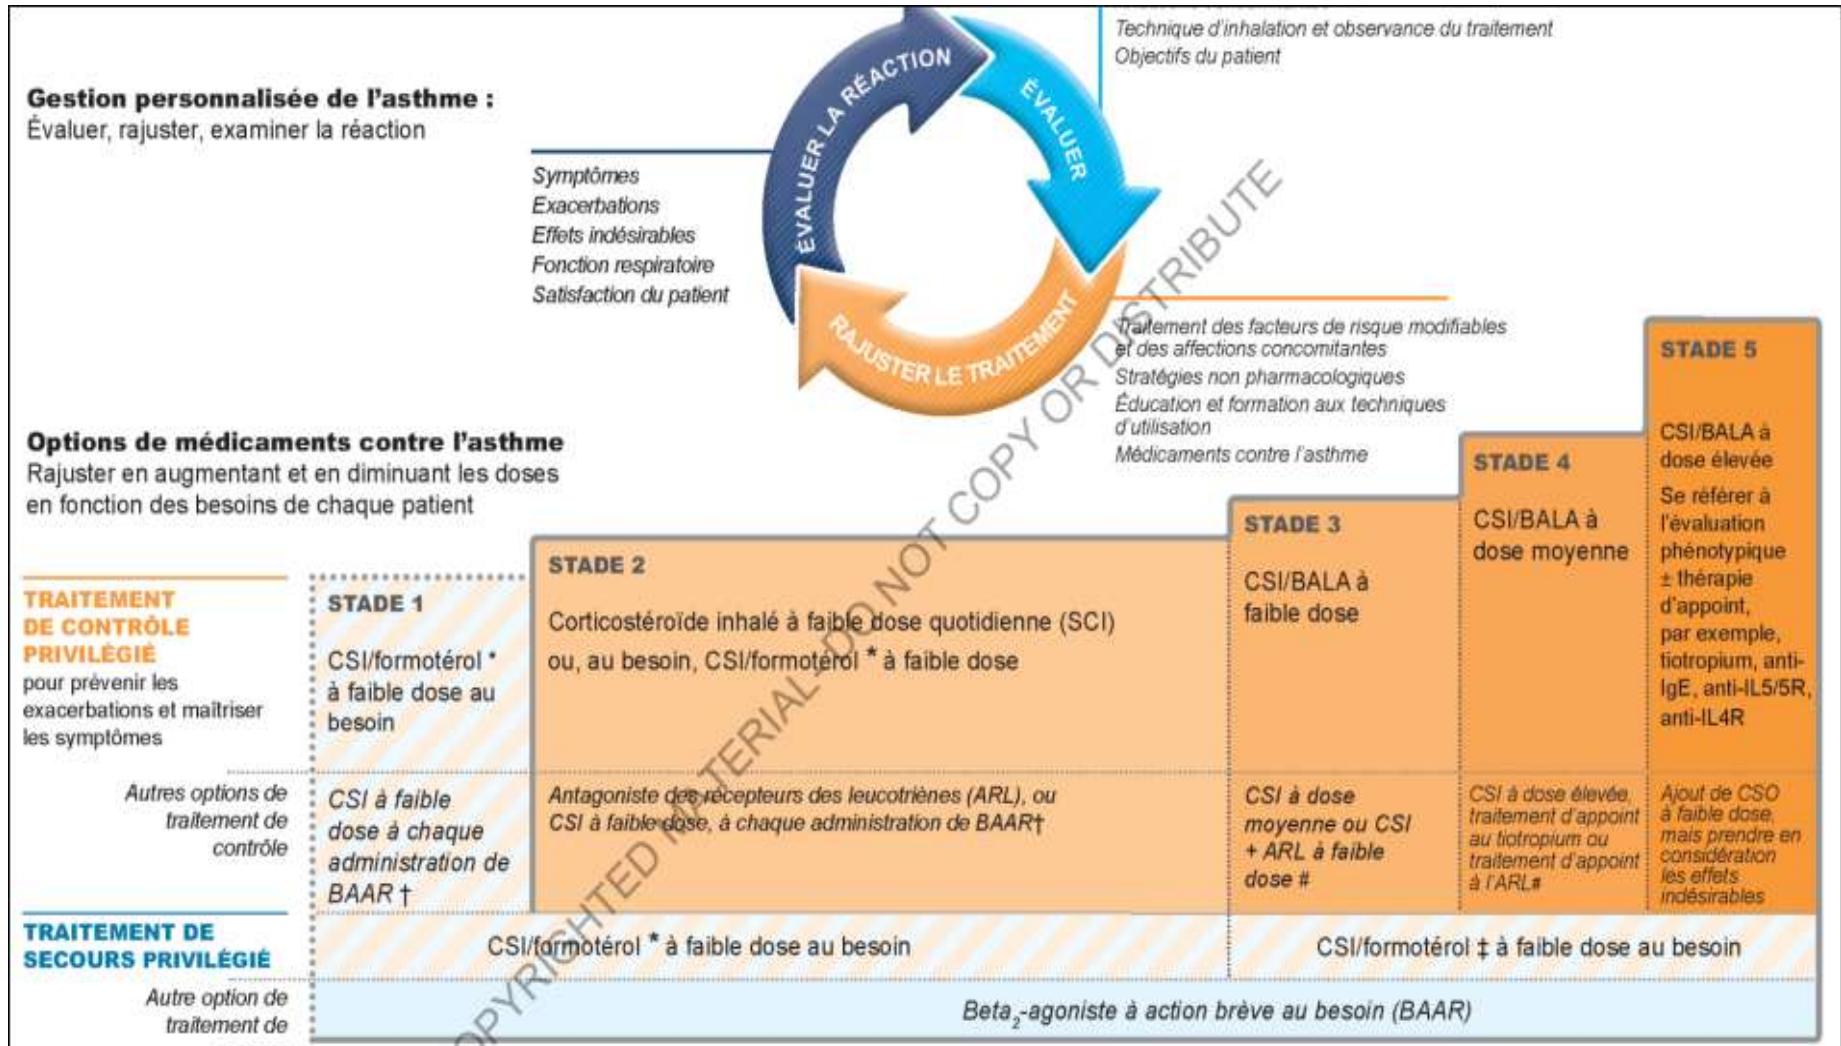 Technique d'inhalation et observance du traitement
Objectifs du patient
Gestion personnalisée de l'asthme :
Évaluer, rajuster, examiner la réaction
ÉVALUER LA RÉACTION
ÉVALUER
RAJUSTER LE TRAITEMENT
Symptômes
Exacerbations
Effets indésirables
Fonction respiratoire
Satisfaction du patient
Traitement des facteurs de risque modifiables
et des affections concomitantes
Stratégies non pharmacologiques
Éducation et formation aux techniques
d'utilisation
Médicaments contre l'asthme
Options de médicaments contre l'asthme
Rajuster en augmentant et en diminuant les doses
en fonction des besoins de chaque patient
TRAITEMENT
DE CONTRÔLE
PRIVILÉGIÉ
pour prévenir les
exacerbations et maîtriser
les symptômes
STADE 1
CSI/formotérol *
à faible dose au
besoin
STADE 2
Corticostéroïde inhalé à faible dose quotidienne (SCI)
ou, au besoin, CSI/formotérol * à faible dose
STADE 3
CSI/BALA à
faible dose
STADE 4
CSI/BALA à
dose moyenne
STADE 5
CSI/BALA à
dose élevée
Se référer à
l'évaluation
phénotypique
± thérapie
d'appoint,
par exemple,
tiotropium, anti-
IgE, anti-IL5/5R,
anti-IL4R
Autres options de
traitement de
contrôle
CSI à faible
dose à chaque
administration de
BAAR †
Antagoniste des récepteurs des leucotriènes (ARL), ou
CSI à faible dose, à chaque administration de BAAR†
CSI à dose
moyenne ou CSI
+ ARL à faible
dose #
CSI à dose élevée,
traitement d'appoint
au tiotropium ou
traitement d'appoint
à l'ARL#
Ajout de CSO
à faible dose,
mais prendre en
considération
les effets
indésirables
TRAITEMENT DE
SECOURS PRIVILÉGIÉ
CSI/formotérol * à faible dose au besoin
CSI/formotérol ‡ à faible dose au besoin
Autre option de
traitement de
Beta₂-agoniste à action brève au besoin (BAAR)
COPYRIGHTED MATERIAL- DO NOT COPY OR DISTRIBUTE